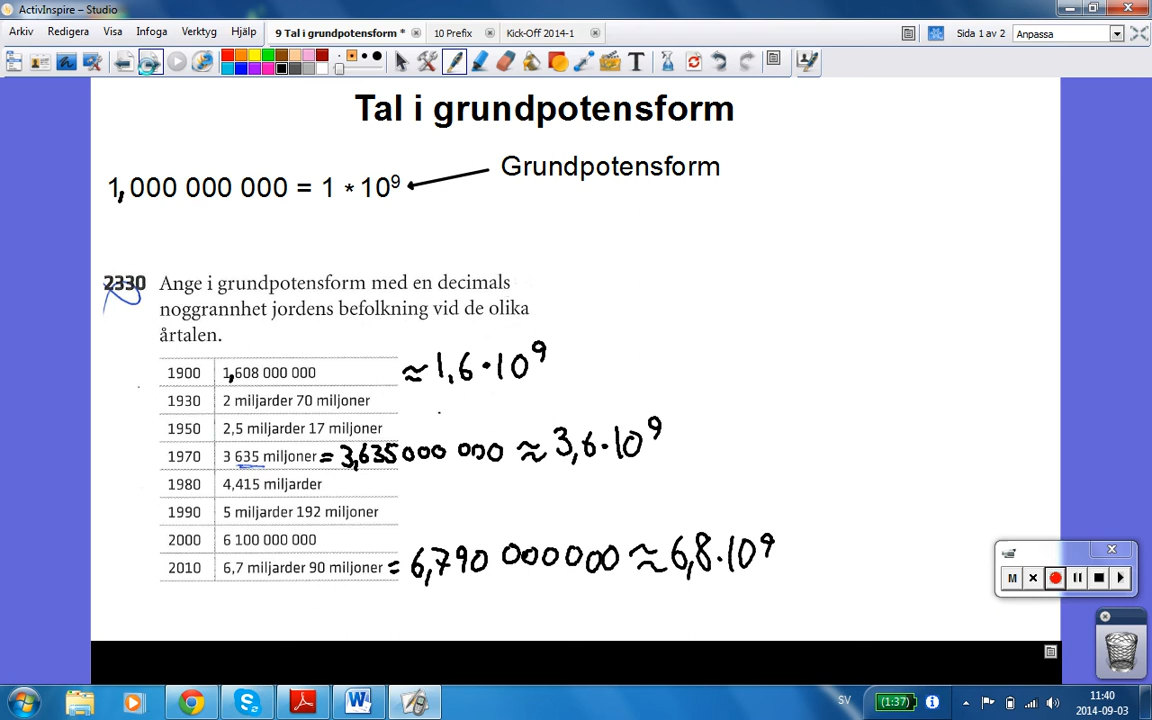 ActivInspire – Studio
Arkiv Redigera Visa Infoga Verktyg Hjälp
9 Tal i grundpotensform *
10 Prefix
Kick-Off 2014-1
Sida 1 av 2
Anpassa
Tal i grundpotensform
Grundpotensform
1,000 000 000 = 1 * 10⁹
2330 Ange i grundpotensform med en decimals
noggrannhet jordens befolkning vid de olika
årtalen.
1900 1,608 000 000 ≈ 1,6·10⁹
1930 2 miljarder 70 miljoner
1950 2,5 miljarder 17 miljoner
1970 3 635 miljoner = 3,635 000 000 ≈ 3,6·10⁹
1980 4,415 miljarder
1990 5 miljarder 192 miljoner
2000 6 100 000 000
2010 6,7 miljarder 90 miljoner = 6,790 000000 ≈ 6,8·10⁹
M
SV
(1:37)
11:40
2014-09-03